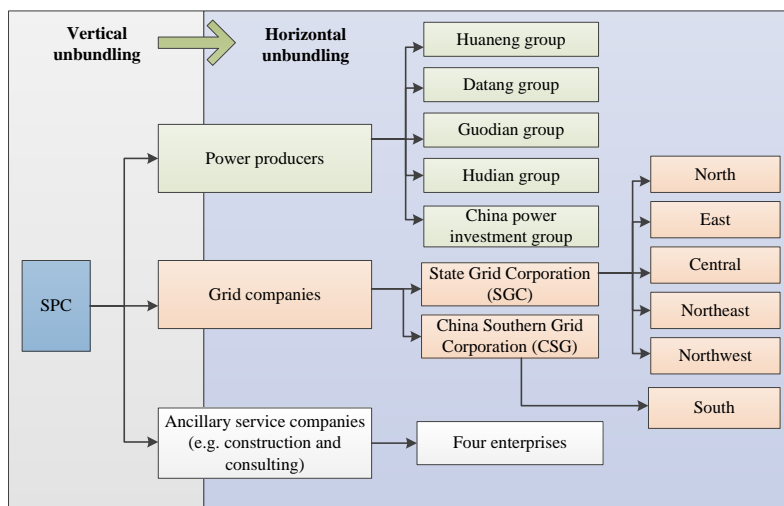 Vertical
unbundling
Horizontal
unbundling
Huaneng group
Datang group
Guodian group
Hudian group
China power
investment group
Power producers
SPC
Grid companies
State Grid Corporation
(SGC)
China Southern Grid
Corporation (CSG)
North
East
Central
Northeast
Northwest
South
Ancillary service companies
(e.g. construction and
consulting)
Four enterprises